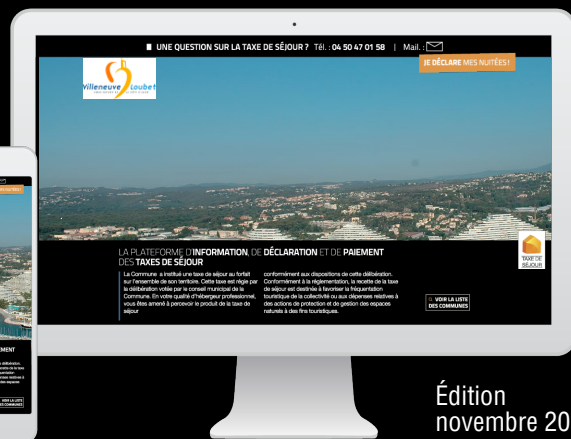 UNE QUESTION SUR LA TAXE DE SÉJOUR ? Tél. : 04 50 47 01 58 | Mail. :
JE DÉCLARE MES NUITÉES !
Villeneuve Loubet
LA PLATEFORME D'INFORMATION, DE DÉCLARATION ET DE PAIEMENT
DES TAXES DE SÉJOUR
La Commune a institué une taxe de séjour au forfait
sur l'ensemble de son territoire. Cette taxe est régie par
la délibération votée par le conseil municipal de la
Commune. En votre qualité d'hébergeur professionnel,
vous êtes amené à percevoir le produit de la taxe de
séjour
conformément aux dispositions de cette délibération.
Conformément à la réglementation, la recette de la taxe
de séjour est destinée à favoriser la fréquentation
touristique de la collectivité ou aux dépenses relatives à
des actions de protection et de gestion des espaces
naturels à des fins touristiques.
TAXE DE
SÉJOUR
VOIR LA LISTE
DES COMMUNES
VOIR LA LISTE
DES COMMUNES
Édition
novembre 20